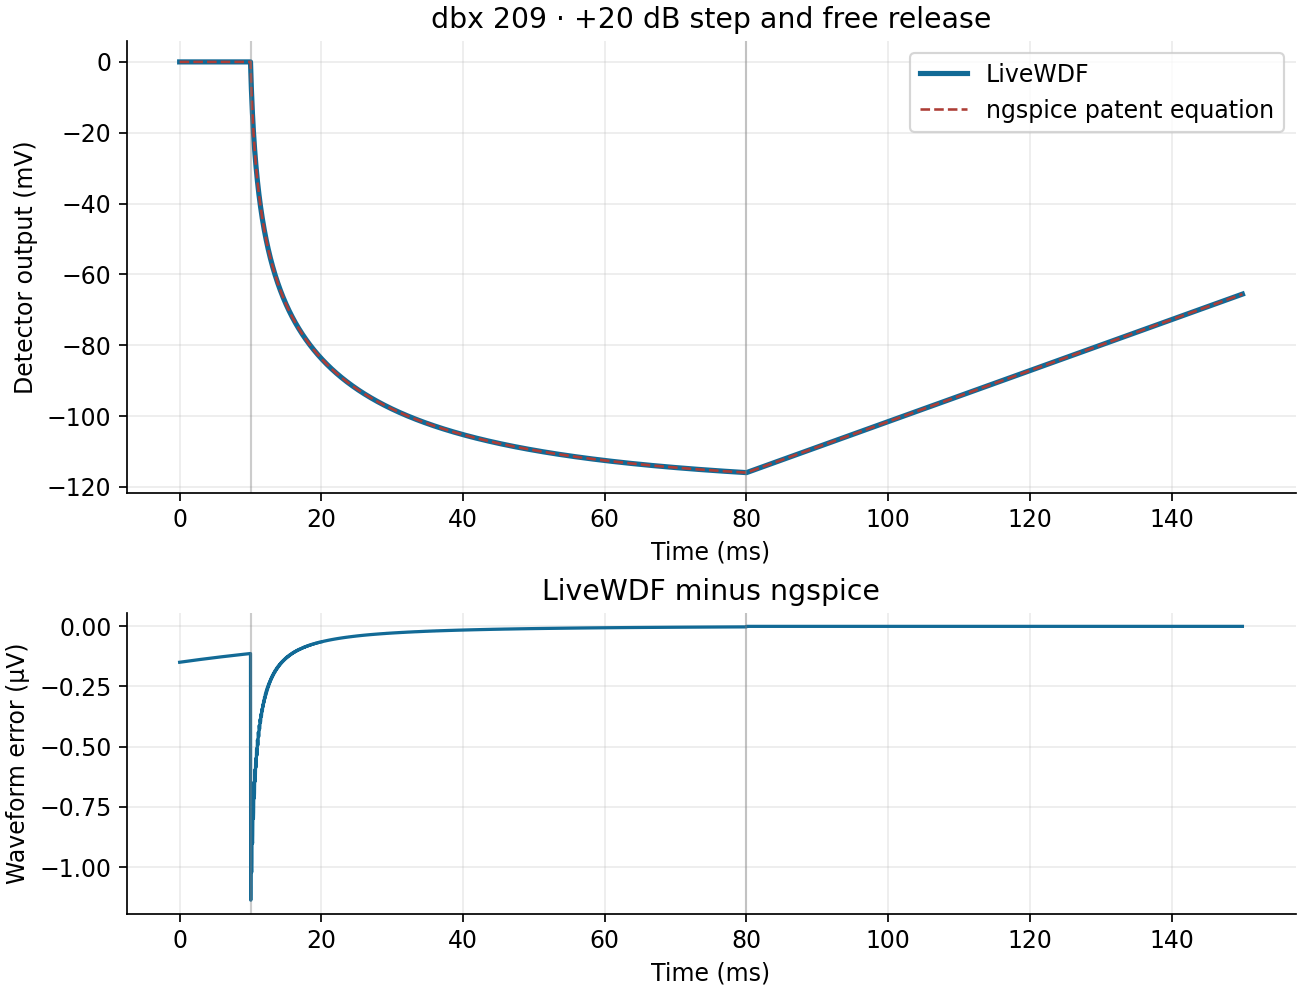 dbx 209 · +20 dB step and free release
LiveWDF
ngspice patent equation
Detector output (mV)
0
−20
−40
−60
−80
−100
−120
0 20 40 60 80 100 120 140
Time (ms)
LiveWDF minus ngspice
Waveform error (µV)
0.00
−0.25
−0.50
−0.75
−1.00
0 20 40 60 80 100 120 140
Time (ms)